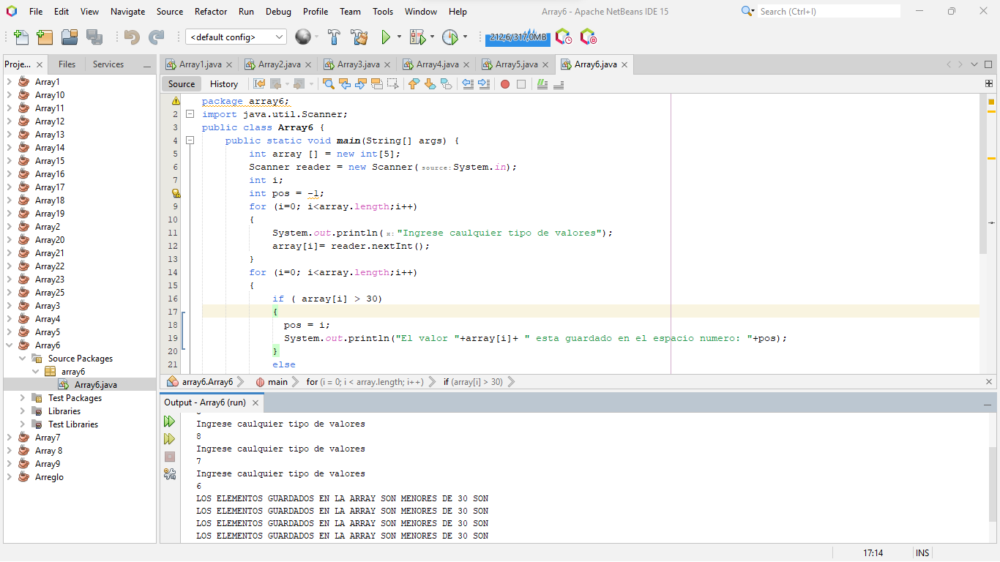 File Edit View Navigate Source Refactor Run Debug Profile Team Tools Window Help
Array6 - Apache NetBeans IDE 15
Search (Ctrl+I)
<default config>
212,6/317,0MB
Proje... Files Services
Array1
Array10
Array11
Array12
Array13
Array14
Array15
Array16
Array17
Array18
Array19
Array2
Array20
Array21
Array22
Array23
Array25
Array3
Array4
Array5
Array6
Source Packages
array6
Array6.java
Test Packages
Libraries
Test Libraries
Array7
Array 8
Array9
Arreglo
Array1.java Array2.java Array3.java Array4.java Array5.java Array6.java
Source History
package array6;
2 import java.util.Scanner;
3 public class Array6 {
4 public static void main(String[] args) {
5 int array [] = new int[5];
6 Scanner reader = new Scanner( source: System.in);
7 int i;
int pos = -1;
9 for (i=0; i<array.length;i++)
10 {
11 System.out.println( x: "Ingrese caulquier tipo de valores");
12 array[i]= reader.nextInt();
13 }
14 for (i=0; i<array.length;i++)
15 {
16 if ( array[i] > 30)
17 {
18 pos = i;
19 System.out.println("El valor "+array[i]+ " esta guardado en el espacio numero: "+pos);
20 }
21 else
array6.Array6 main for (i = 0; i < array.length; i++) if (array[i] > 30)
Output - Array6 (run)
Ingrese caulquier tipo de valores
8
Ingrese caulquier tipo de valores
7
Ingrese caulquier tipo de valores
6
LOS ELEMENTOS GUARDADOS EN LA ARRAY SON MENORES DE 30 SON
LOS ELEMENTOS GUARDADOS EN LA ARRAY SON MENORES DE 30 SON
LOS ELEMENTOS GUARDADOS EN LA ARRAY SON MENORES DE 30 SON
LOS ELEMENTOS GUARDADOS EN LA ARRAY SON MENORES DE 30 SON
17:14 INS